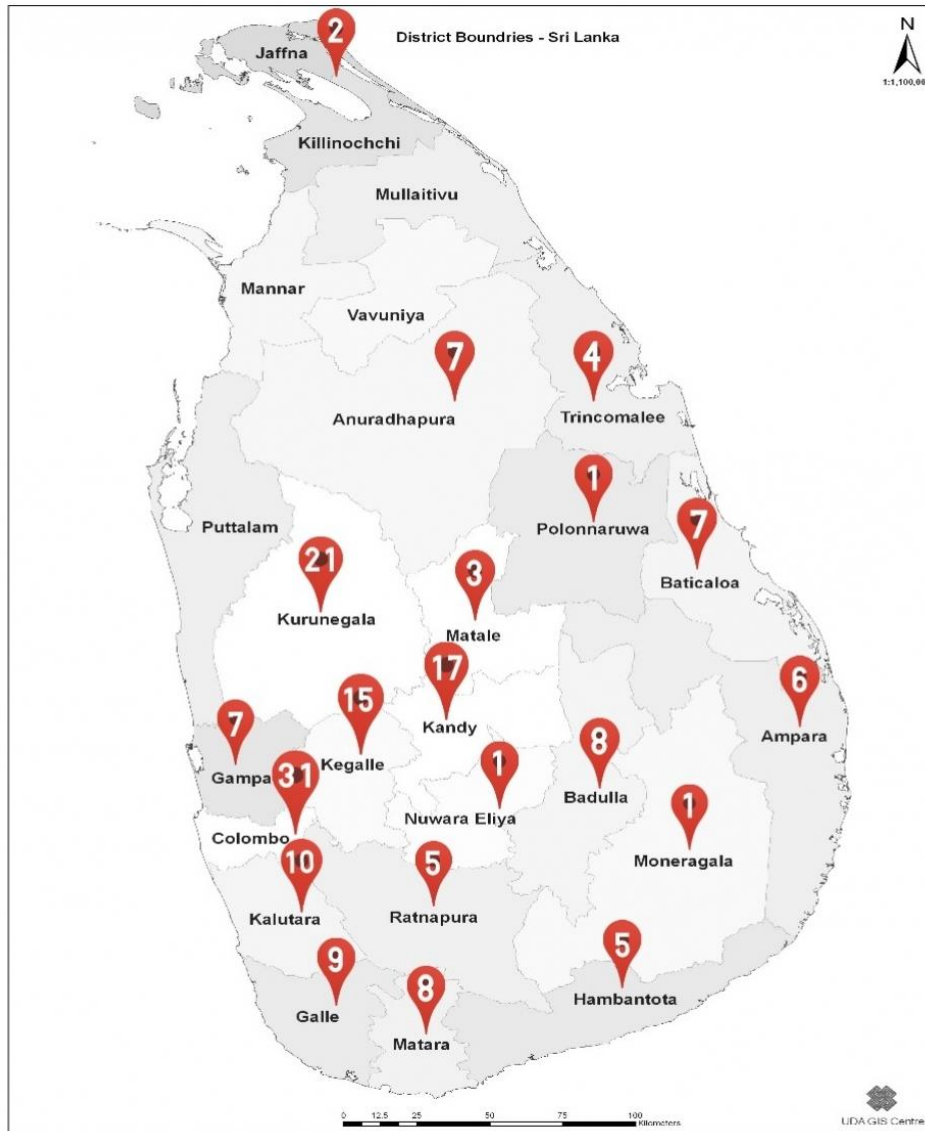 2
District Boundries - Sri Lanka
N
Jaffna
Killinochchi
Mullaitivu
Mannar
Vavuniya
7
4
Anuradhapura
Trincomalee
1
Polonnaruwa
Puttalam
7
Baticaloa
21
Kurunegala
3
Matale
17
Kandy
6
Ampara
15
Kegalle
7
Gampa
8
Badulla
31
Colombo
1
Nuwara Eliya
1
Moneragala
10
Kalutara
5
Ratnapura
5
Hambantota
9
Galle
8
Matara
0 12.5 25 50 75 100
Kilometers
UDA GIS Centre